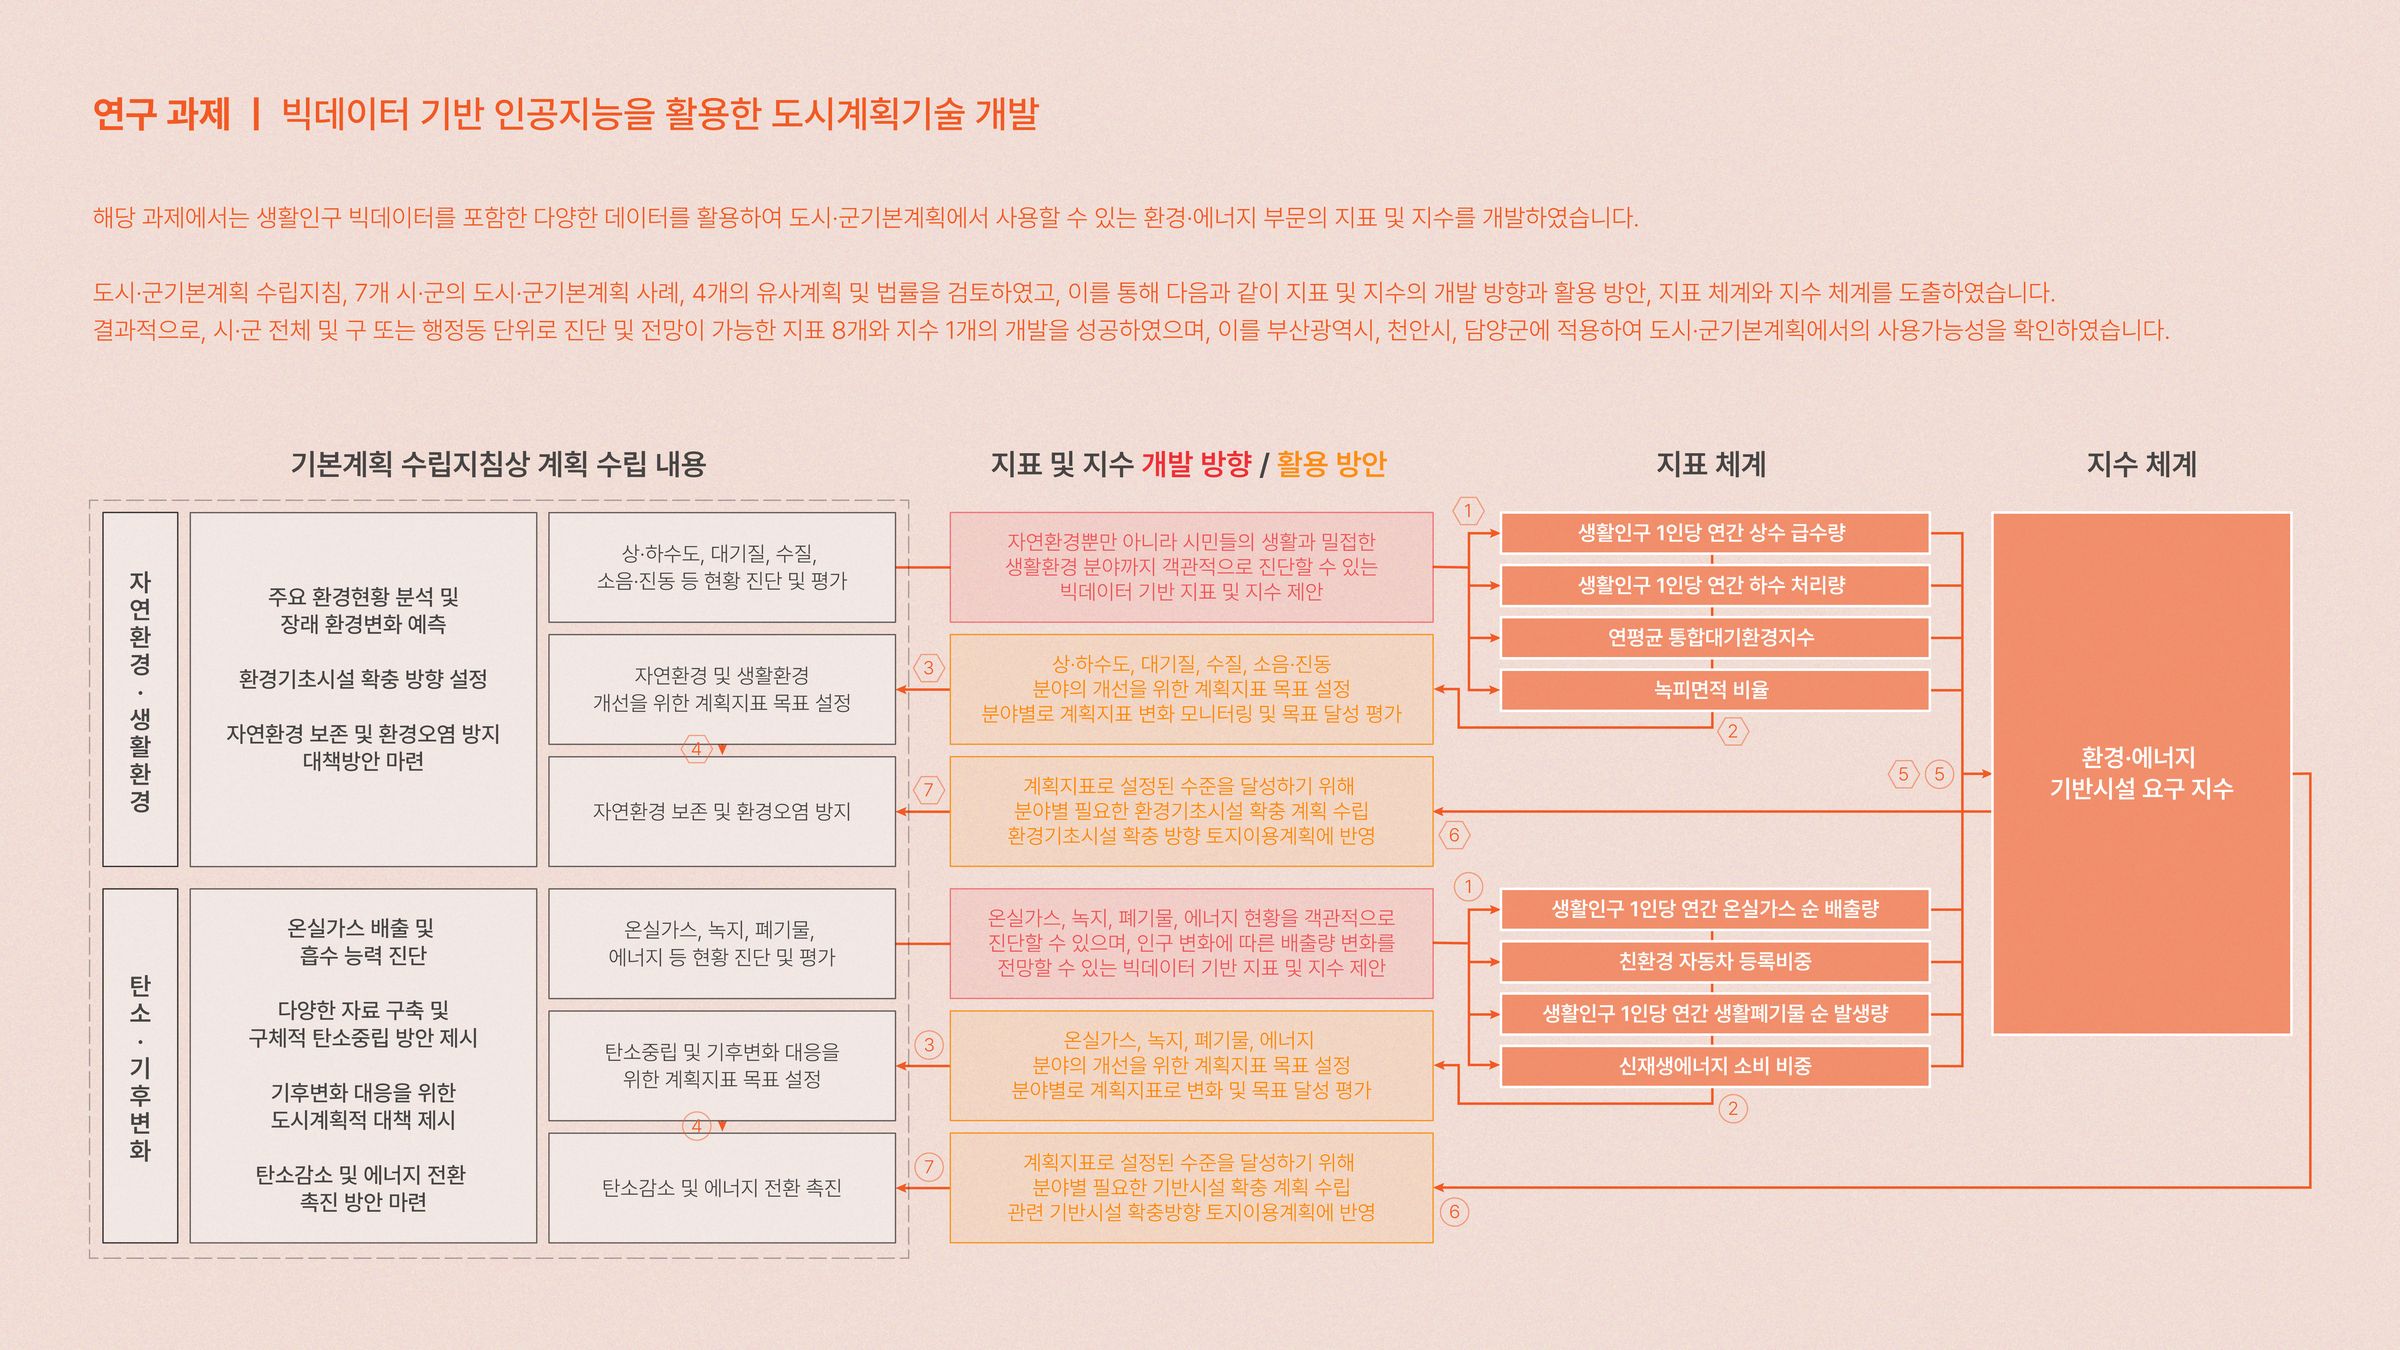 연구 과제 | 빅데이터 기반 인공지능을 활용한 도시계획기술 개발
해당 과제에서는 생활인구 빅데이터를 포함한 다양한 데이터를 활용하여 도시·군기본계획에서 사용할 수 있는 환경·에너지 부문의 지표 및 지수를 개발하였습니다.
도시·군기본계획 수립지침, 7개 시·군의 도시·군기본계획 사례, 4개의 유사계획 및 법률을 검토하였고, 이를 통해 다음과 같이 지표 및 지수의 개발 방향과 활용 방안, 지표 체계와 지수 체계를 도출하였습니다.
결과적으로, 시·군 전체 및 구 또는 행정동 단위로 진단 및 전망이 가능한 지표 8개와 지수 1개의 개발을 성공하였으며, 이를 부산광역시, 천안시, 담양군에 적용하여 도시·군기본계획에서의 사용가능성을 확인하였습니다.
기본계획 수립지침상 계획 수립 내용
지표 및 지수 개발 방향 / 활용 방안
지표 체계
지수 체계
자연환경·생활환경
주요 환경현황 분석 및
장래 환경변화 예측
환경기초시설 확충 방향 설정
자연환경 보존 및 환경오염 방지
대책방안 마련
상·하수도, 대기질, 수질,
소음·진동 등 현황 진단 및 평가
자연환경 및 생활환경
개선을 위한 계획지표 목표 설정
4
자연환경 보존 및 환경오염 방지
3
7
자연환경뿐만 아니라 시민들의 생활과 밀접한
생활환경 분야까지 객관적으로 진단할 수 있는
빅데이터 기반 지표 및 지수 제안
상·하수도, 대기질, 수질, 소음·진동
분야의 개선을 위한 계획지표 목표 설정
분야별로 계획지표 변화 모니터링 및 목표 달성 평가
계획지표로 설정된 수준을 달성하기 위해
분야별 필요한 환경기초시설 확충 계획 수립
환경기초시설 확충 방향 토지이용계획에 반영
1
생활인구 1인당 연간 상수 급수량
생활인구 1인당 연간 하수 처리량
연평균 통합대기환경지수
녹피면적 비율
2
5 5
6
환경·에너지
기반시설 요구 지수
탄소·기후변화
온실가스 배출 및
흡수 능력 진단
다양한 자료 구축 및
구체적 탄소중립 방안 제시
기후변화 대응을 위한
도시계획적 대책 제시
탄소감소 및 에너지 전환
촉진 방안 마련
온실가스, 녹지, 폐기물,
에너지 등 현황 진단 및 평가
탄소중립 및 기후변화 대응을
위한 계획지표 목표 설정
4
탄소감소 및 에너지 전환 촉진
3
7
온실가스, 녹지, 폐기물, 에너지 현황을 객관적으로
진단할 수 있으며, 인구 변화에 따른 배출량 변화를
전망할 수 있는 빅데이터 기반 지표 및 지수 제안
온실가스, 녹지, 폐기물, 에너지
분야의 개선을 위한 계획지표 목표 설정
분야별로 계획지표로 변화 및 목표 달성 평가
계획지표로 설정된 수준을 달성하기 위해
분야별 필요한 기반시설 확충 계획 수립
관련 기반시설 확충방향 토지이용계획에 반영
1
생활인구 1인당 연간 온실가스 순 배출량
친환경 자동차 등록비중
생활인구 1인당 연간 생활폐기물 순 발생량
신재생에너지 소비 비중
2
6